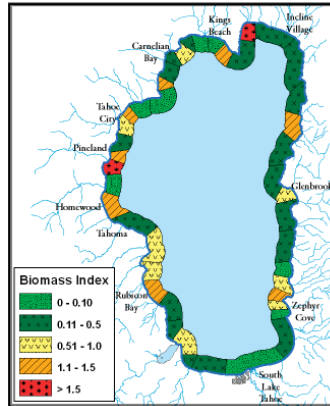 Kings
Beach
Incline
Village
Carnelian
Bay
Tahoe
City
Pineland
Glenbrook
Homewood
Tahoma
Rubicon
Bay
Zephyr
Cove
South
Lake
Tahoe
Biomass Index
0 - 0.10
0.11 - 0.5
0.51 - 1.0
1.1 - 1.5
> 1.5